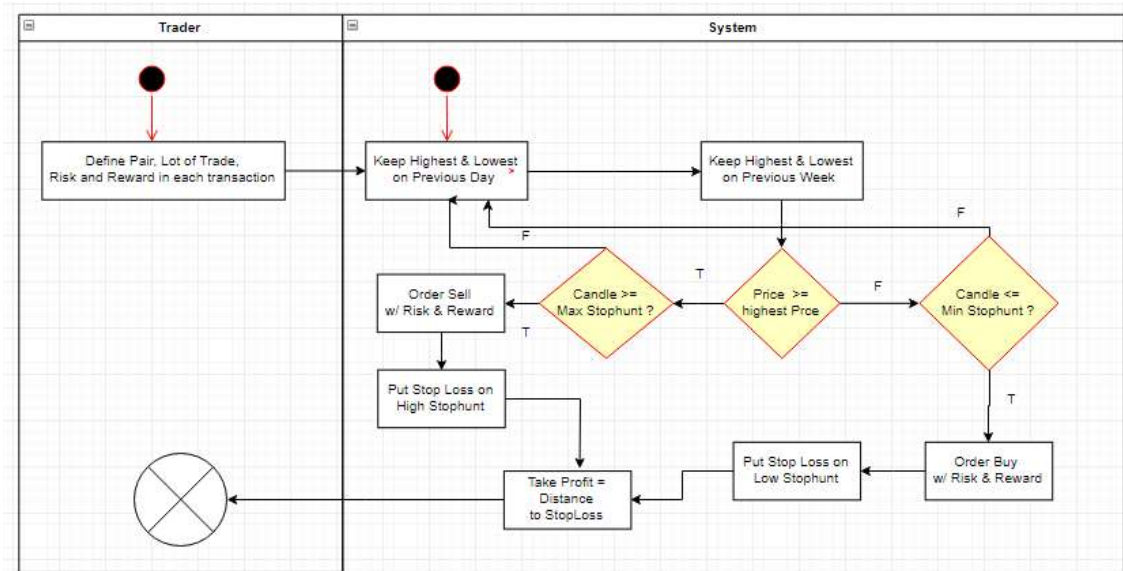 Trader
System
Define Pair, Lot of Trade,
Risk and Reward in each transaction
Keep Highest & Lowest
on Previous Day
>
Keep Highest & Lowest
on Previous Week
F
F
Order Sell
w/ Risk & Reward
T
Candle >=
Max Stophunt ?
T
Price >=
highest Prce
F
Candle <=
Min Stophunt ?
T
Put Stop Loss on
High Stophunt
Take Profit =
Distance
to StopLoss
Put Stop Loss on
Low Stophunt
Order Buy
w/ Risk & Reward